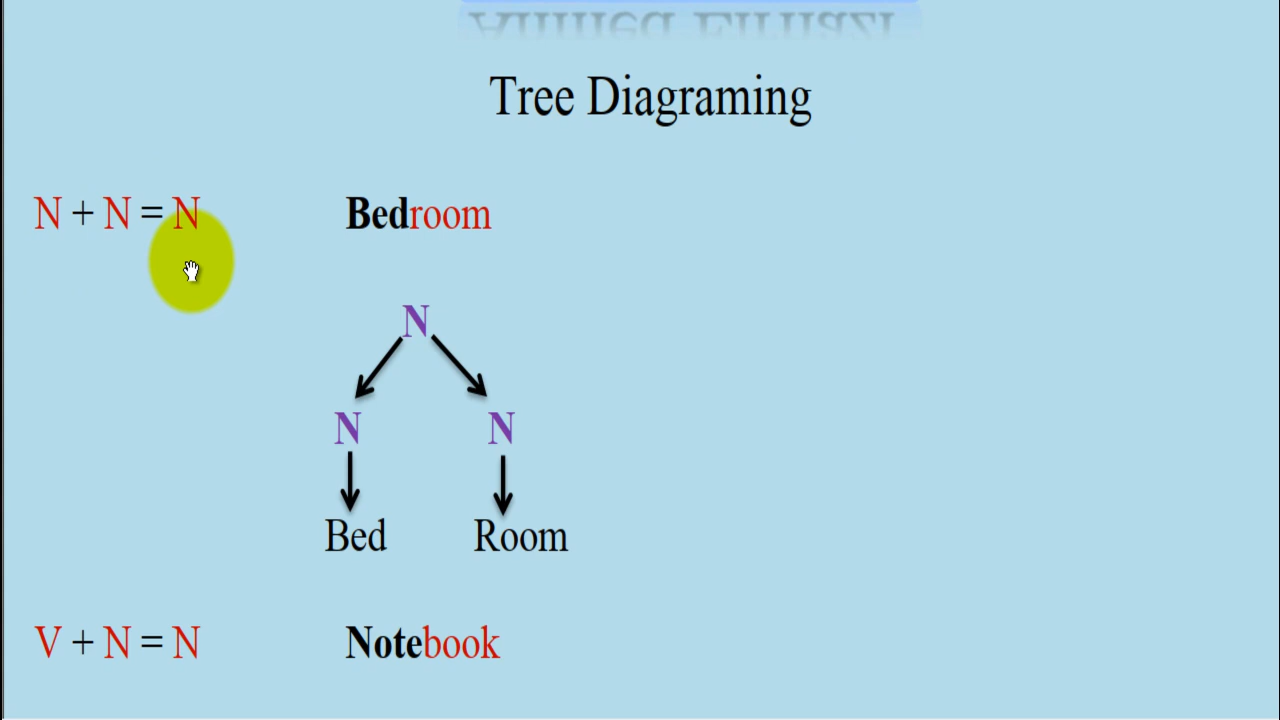 Tree Diagraming
N + N = N
Bedroom
N
N N
Bed Room
V + N = N
Notebook